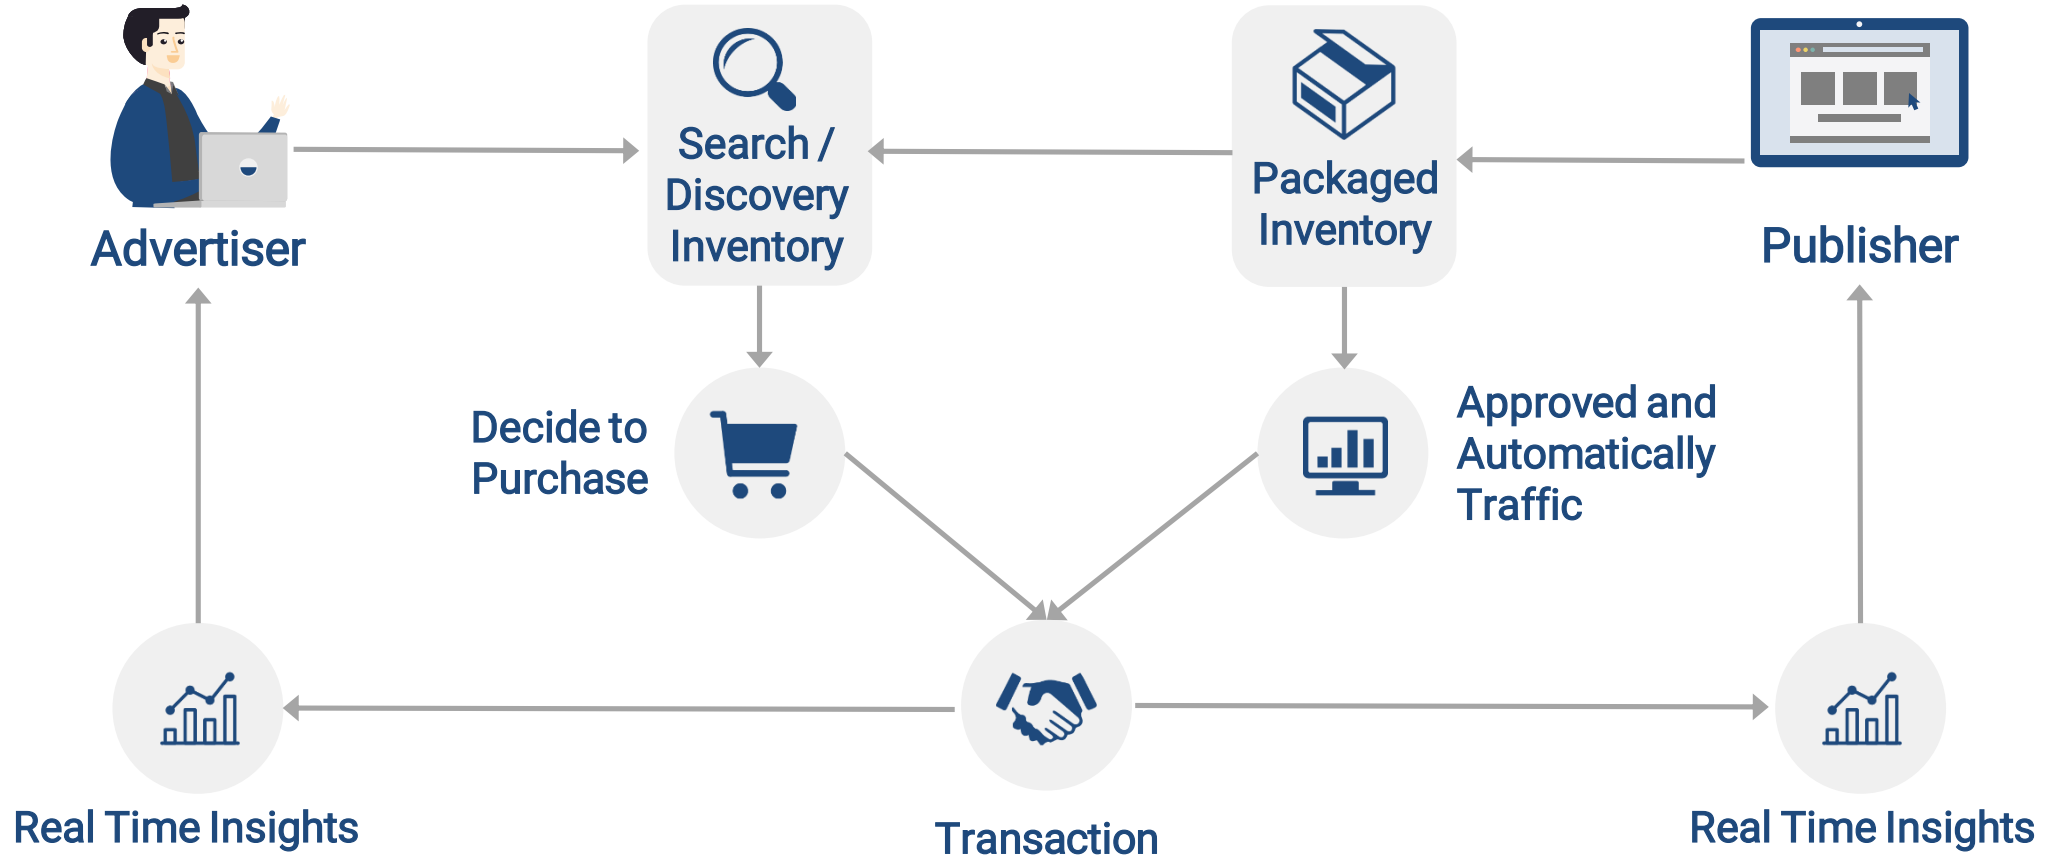 Advertiser
Search /
Discovery
Inventory
Packaged
Inventory
Publisher
Decide to
Purchase
Approved and
Automatically
Traffic
Real Time Insights
Transaction
Real Time Insights